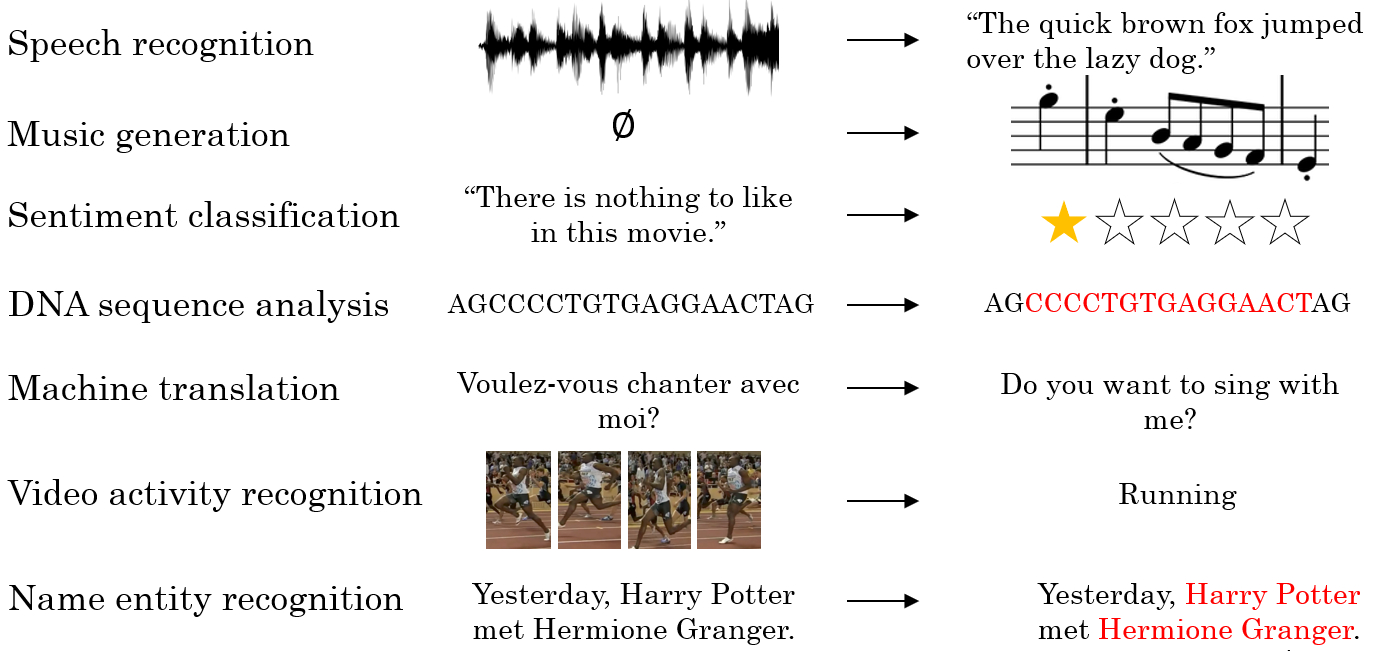 Speech recognition
“The quick brown fox jumped
over the lazy dog.”
Music generation
∅
Sentiment classification
“There is nothing to like
in this movie.”
DNA sequence analysis
AGCCCCTGTGAGGAACTAG
AGCCCCTGTGAGGAACTAG
Machine translation
Voulez-vous chanter avec
moi?
Do you want to sing with
me?
Video activity recognition
Running
Name entity recognition
Yesterday, Harry Potter
met Hermione Granger.
Yesterday, Harry Potter
met Hermione Granger.